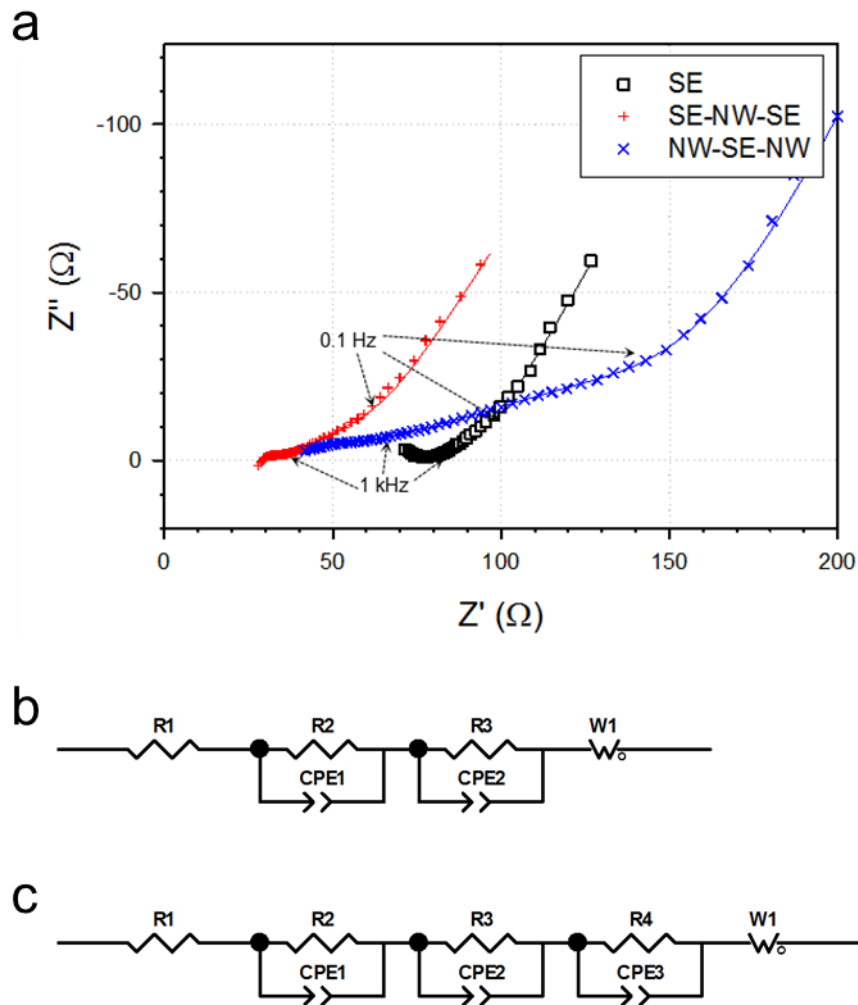 a
SE
SE-NW-SE
NW-SE-NW
-100
-50
0
Z'' (Ω)
0.1 Hz
1 kHz
0 50 100 150 200
Z' (Ω)
b
R1 R2 R3 W1
CPE1 CPE2
c
R1 R2 R3 R4 W1
CPE1 CPE2 CPE3